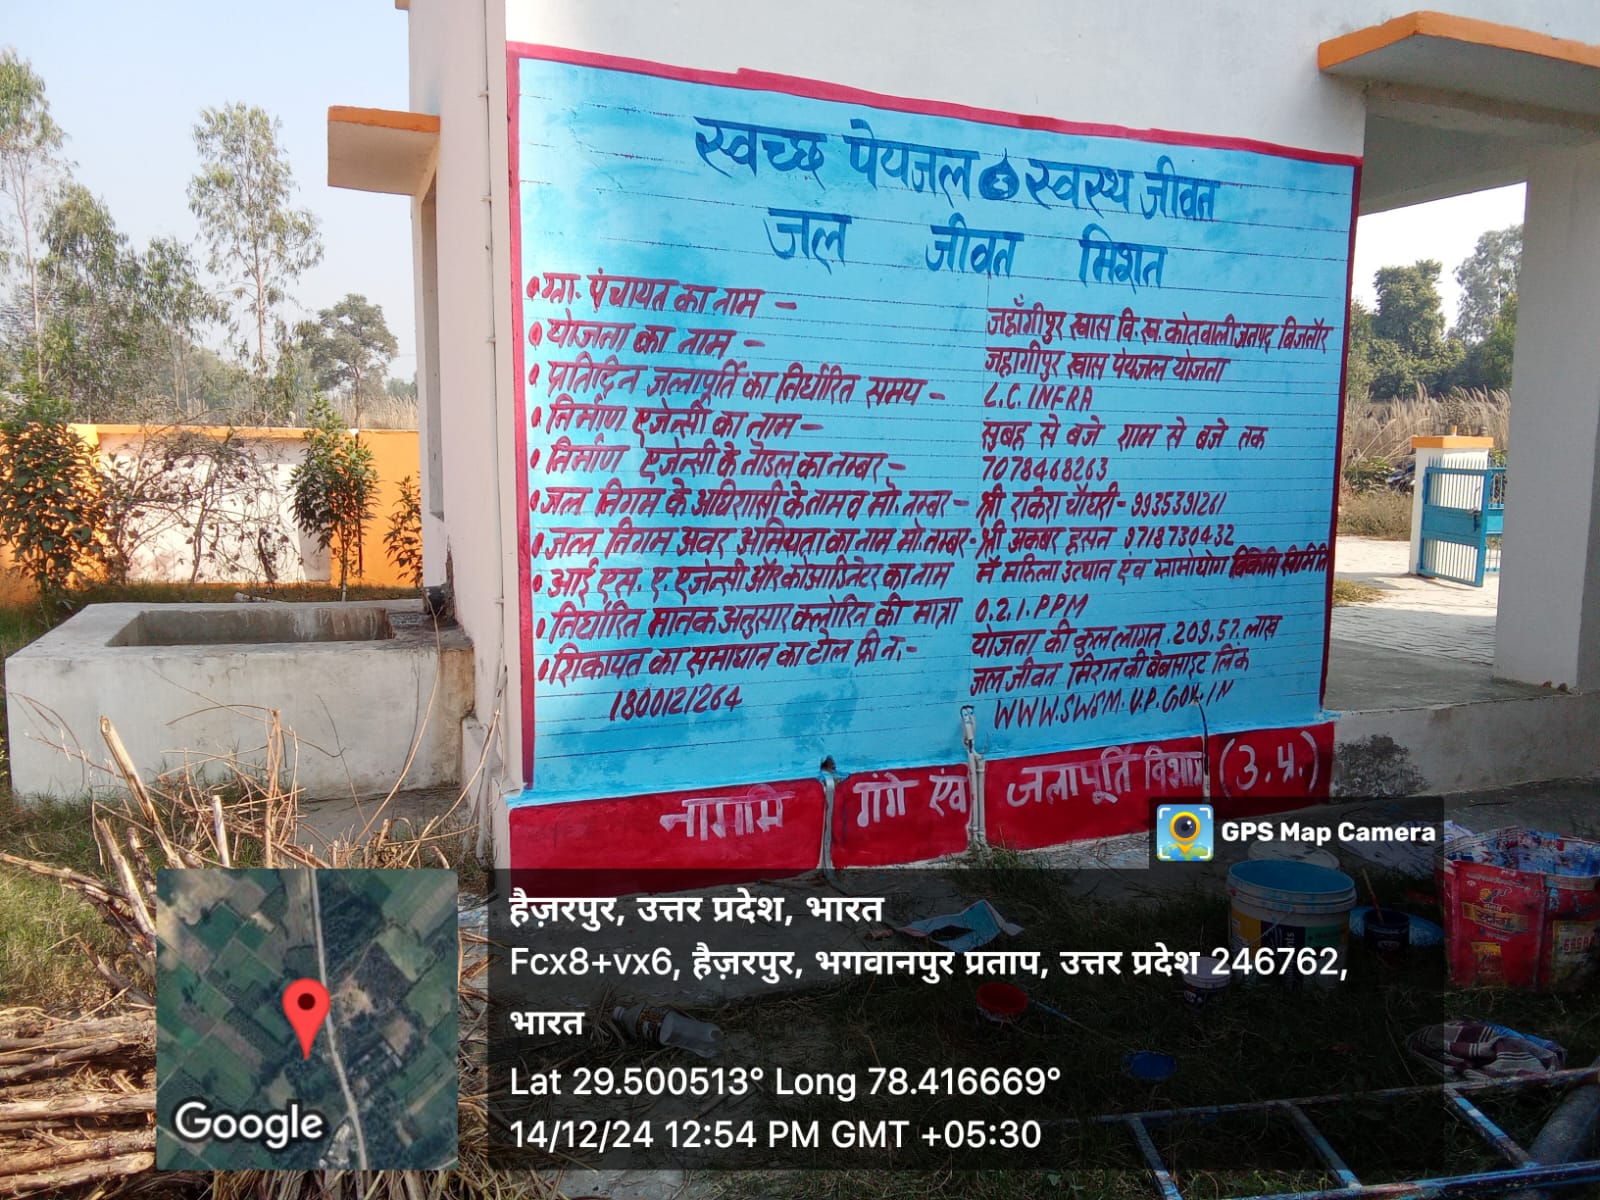 स्वच्छ पेयजल स्वस्थ जीवन
जल जीवन मिशन
ग्रा. पंचायत का नाम - जहाँगीपुर खास वि.ख. कोतवाली जनपद बिजनौर
योजना का नाम - जहागीपुर खास पेयजल योजना
प्रतिदिन जलापूर्ति का निर्धारित समय - L.C. INFRA
निर्माण एजेन्सी का नाम - सुबह से बजे शाम से बजे तक
निर्माण एजेन्सी के नोडल का नम्बर - 7078468263
जल निगम के अधिशासी के नाम व मो. नम्बर - श्री राकेश चौधरी - 9935391261
जल निगम अवर अभियंता का नाम मो. नम्बर - श्री अकबर हसन 9718730432
आई एस. ए. एजेन्सी और कोआर्डिनेटर का नाम में महिला उत्थान एंव ग्रामोघोग विकास समिति
निर्धारित मानक अनुसार क्लोरिन की मात्रा 0.2.1.PPM
शिकायत का समाधान का टोल फ्री न. - योजना की कुल लागत. 209.57. लाख
1800121264 जल जीवन मिशन की वेबसाइट लिंक
WWW.SWSM.U.P.GOV.IN
नामामि गंगे एंव जलापूर्ति विभाग (उ.प्र.)
GPS Map Camera
हैज़रपुर, उत्तर प्रदेश, भारत
Fcx8+vx6, हैज़रपुर, भगवानपुर प्रताप, उत्तर प्रदेश 246762,
भारत
Lat 29.500513° Long 78.416669°
14/12/24 12:54 PM GMT +05:30
Google